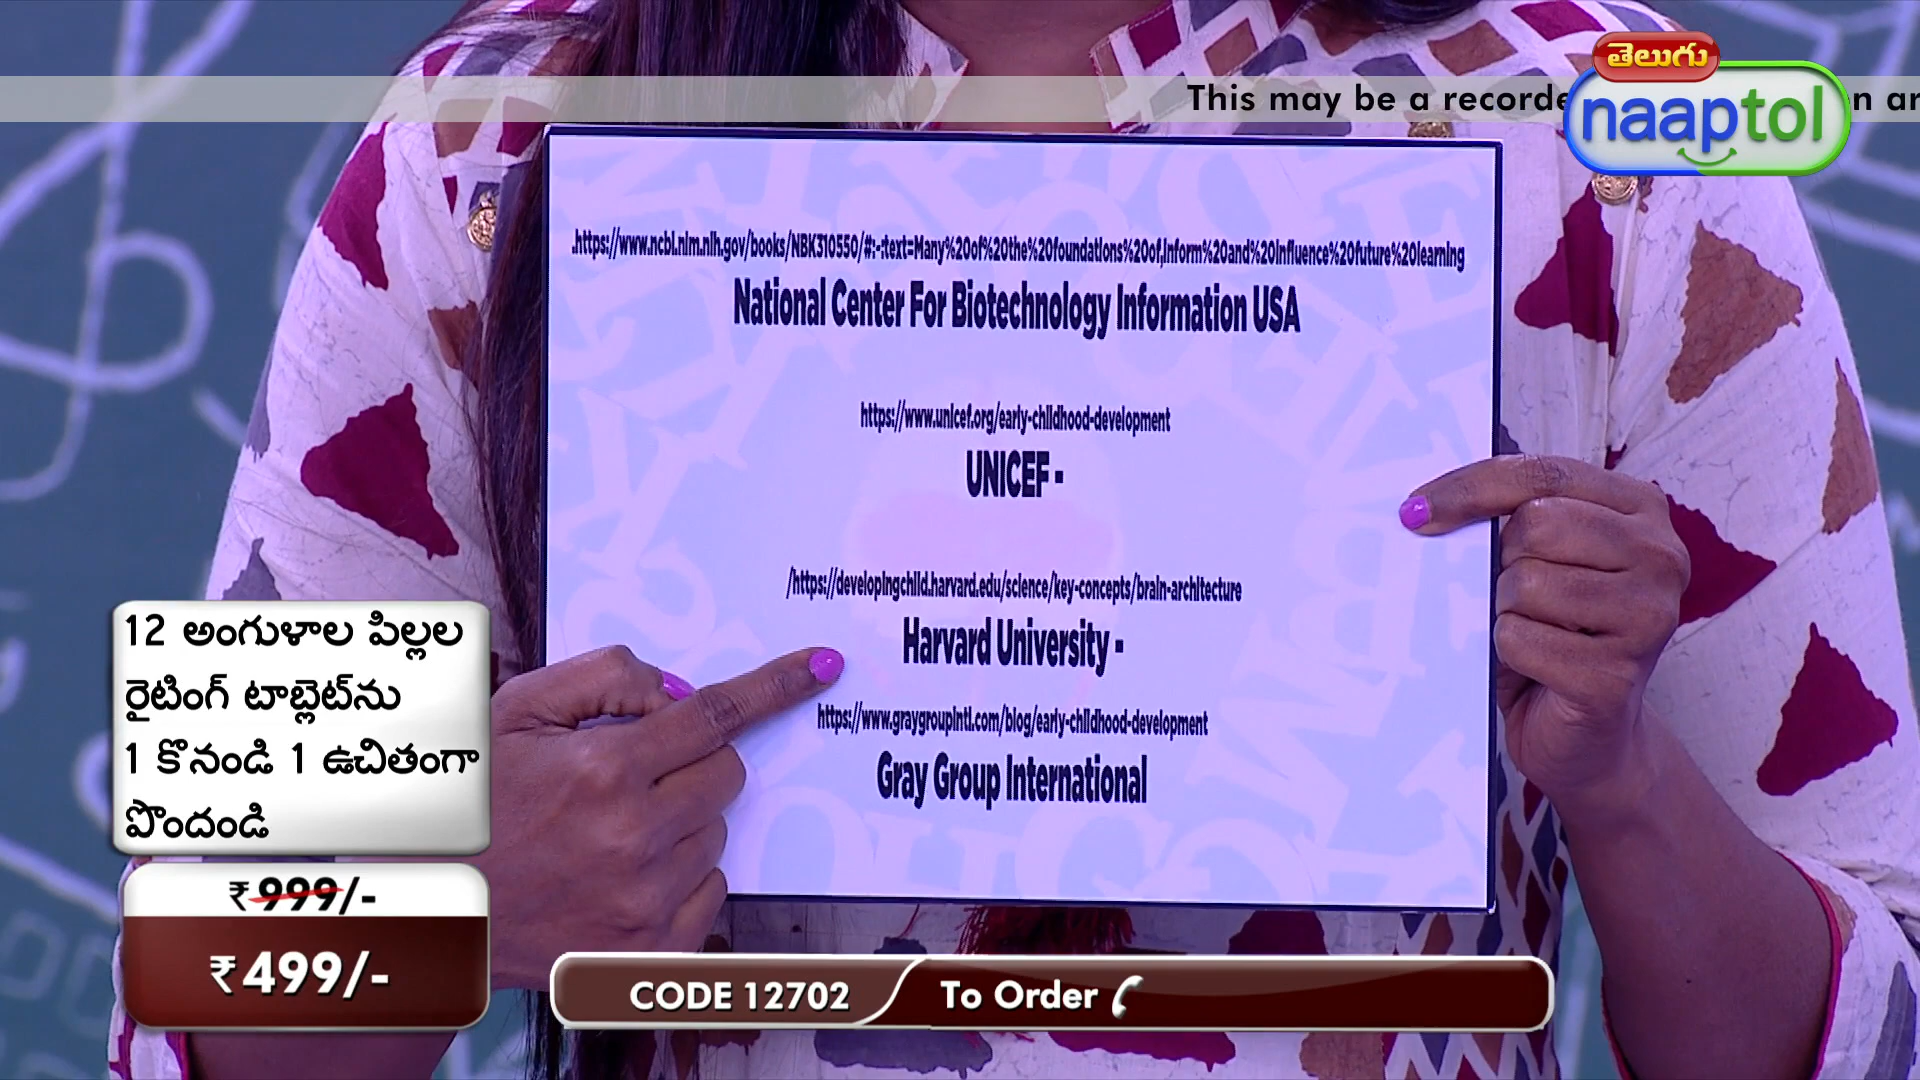 తెలుగు
naaptol
This may be a recorde
n ar
.https://www.ncbi.nlm.nih.gov/books/NBK310550/#:~:text=Many%20of%20the%20foundations%20of,inform%20and%20influence%20future%20learning
National Center For Biotechnology Information USA
https://www.unicef.org/early-childhood-development
UNICEF -
/https://developingchild.harvard.edu/science/key-concepts/brain-architecture
Harvard University -
https://www.graygroupintl.com/blog/early-childhood-development
Gray Group International
12 అంగుళాల పిల్లల
రైటింగ్ టాబ్లెట్‌ను
1 కొనండి 1 ఉచితంగా
పొందండి
₹999/-
₹499/-
CODE 12702
To Order